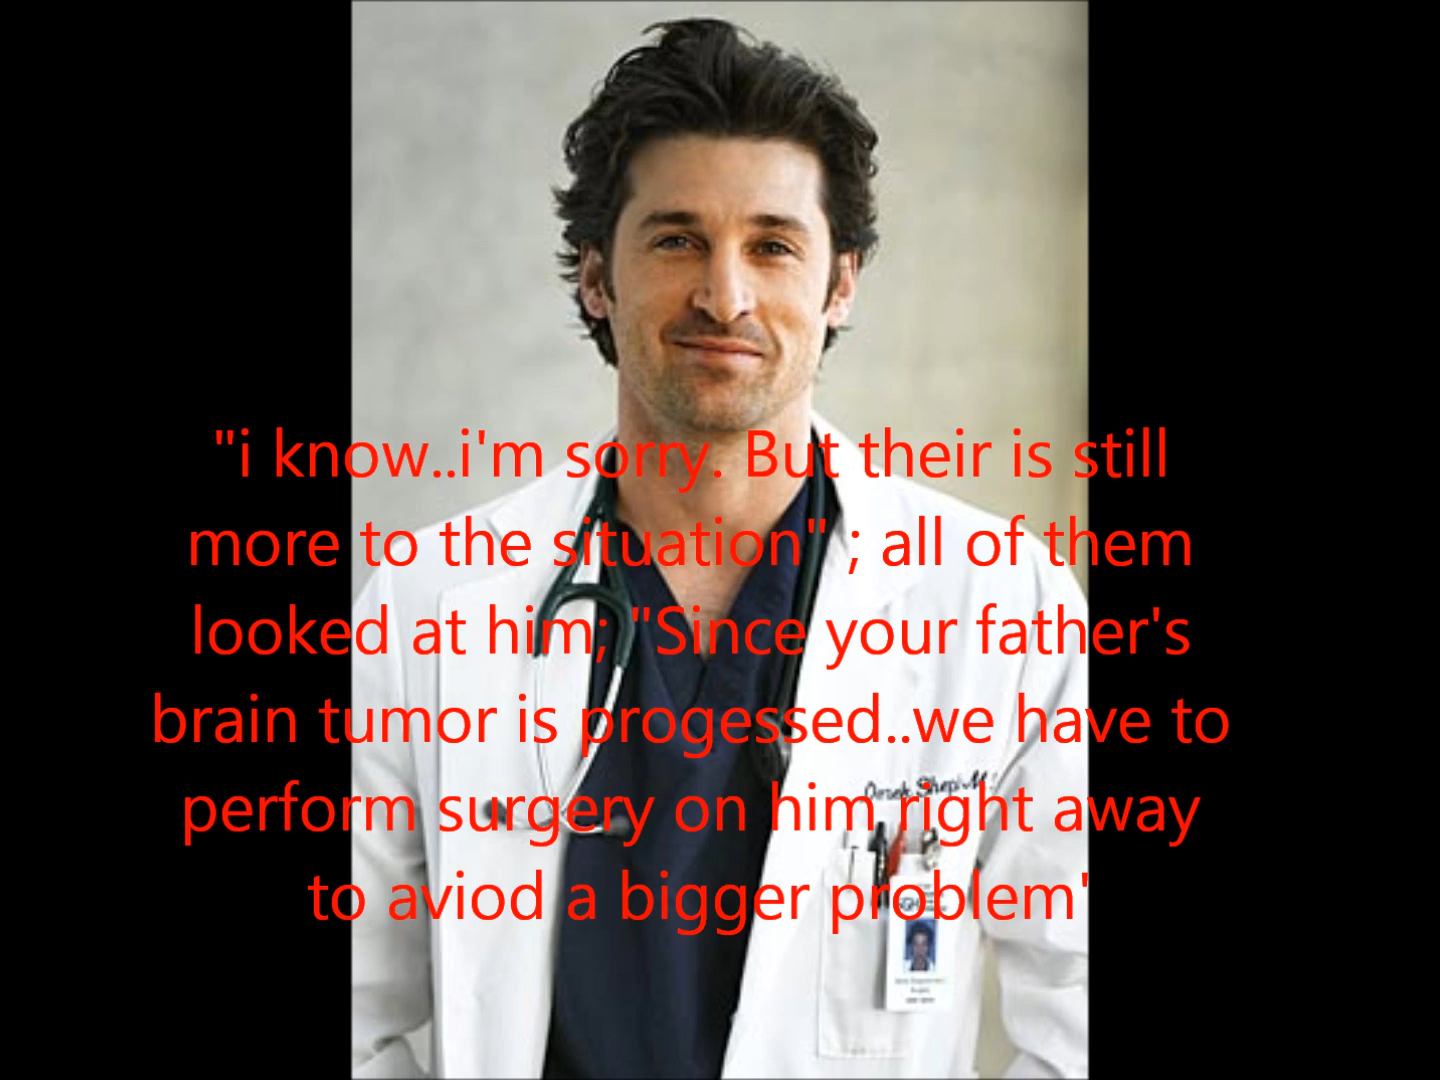 "i know..i'm sorry. But their is still
more to the situation" ; all of them
looked at him; "Since your father's
brain tumor is progessed..we have to
perform surgery on him right away
to aviod a bigger problem'